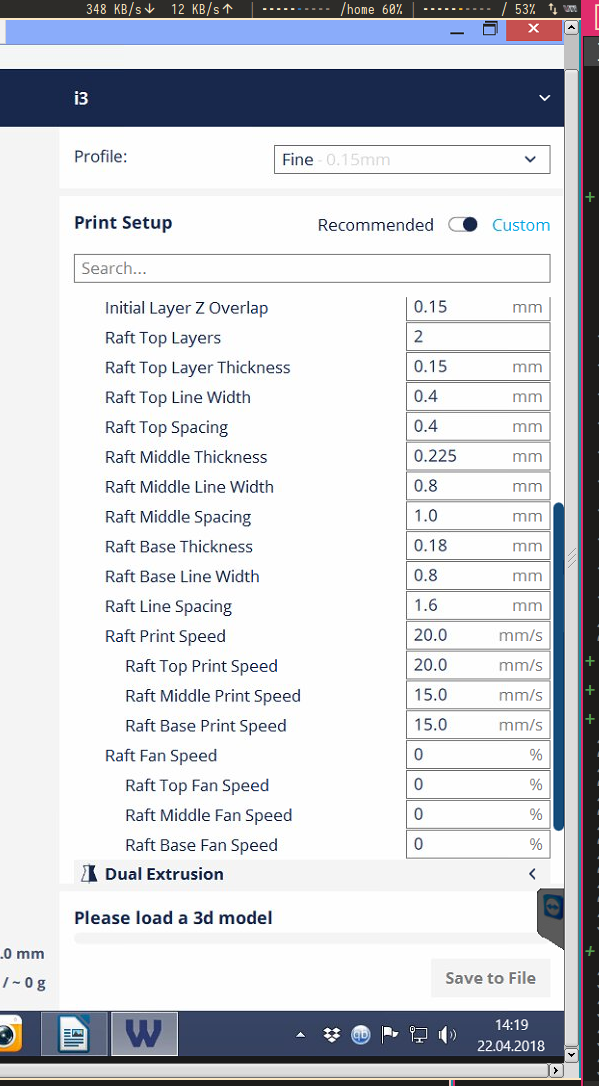 348 KB/s↓ 12 KB/s↑ | ---------- /home 60% | ---------- / 53%
i3
Profile: Fine - 0.15mm
Print Setup Recommended Custom
Search...
Initial Layer Z Overlap 0.15 mm
Raft Top Layers 2
Raft Top Layer Thickness 0.15 mm
Raft Top Line Width 0.4 mm
Raft Top Spacing 0.4 mm
Raft Middle Thickness 0.225 mm
Raft Middle Line Width 0.8 mm
Raft Middle Spacing 1.0 mm
Raft Base Thickness 0.18 mm
Raft Base Line Width 0.8 mm
Raft Line Spacing 1.6 mm
Raft Print Speed 20.0 mm/s
Raft Top Print Speed 20.0 mm/s
Raft Middle Print Speed 15.0 mm/s
Raft Base Print Speed 15.0 mm/s
Raft Fan Speed 0 %
Raft Top Fan Speed 0 %
Raft Middle Fan Speed 0 %
Raft Base Fan Speed 0 %
Dual Extrusion
Please load a 3d model
.0 mm
/ ~ 0 g
Save to File
W
14:19
22.04.2018